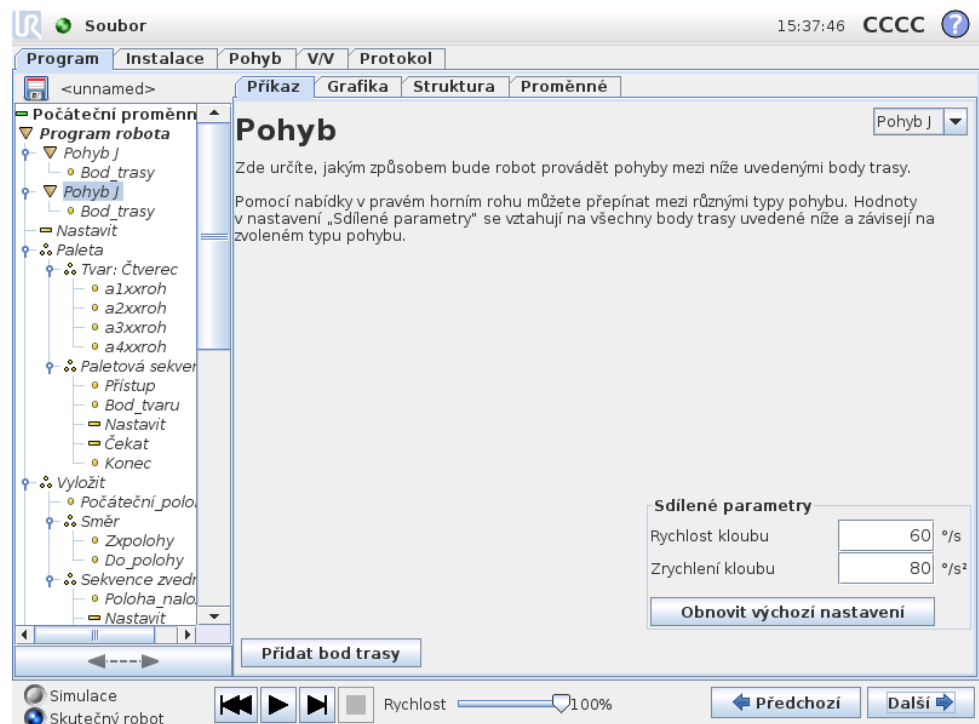 UR Soubor 15:37:46 CCCC ?
Program Instalace Pohyb V/V Protokol
<unnamed>
Příkaz Grafika Struktura Proměnné
Počáteční proměnn
Program robota
Pohyb J
Bod_trasy
Pohyb J
Bod_trasy
Nastavit
Paleta
Tvar: Čtverec
a1xxroh
a2xxroh
a3xxroh
a4xxroh
Paletová sekven
Přístup
Bod_tvaru
Nastavit
Čekat
Konec
Vyložit
Počáteční_polo
Směr
Zxpolohy
Do_polohy
Sekvence zvedn
Poloha_nalo
Nastavit
Pohyb
Pohyb J
Zde určíte, jakým způsobem bude robot provádět pohyby mezi níže uvedenými body trasy.
Pomocí nabídky v pravém horním rohu můžete přepínat mezi různými typy pohybu. Hodnoty
v nastavení „Sdílené parametry" se vztahují na všechny body trasy uvedené níže a závisejí na
zvoleném typu pohybu.
Sdílené parametry
Rychlost kloubu 60 °/s
Zrychlení kloubu 80 °/s²
Obnovit výchozí nastavení
Přidat bod trasy
Simulace
Skutečný robot
Rychlost 100%
Předchozí Další